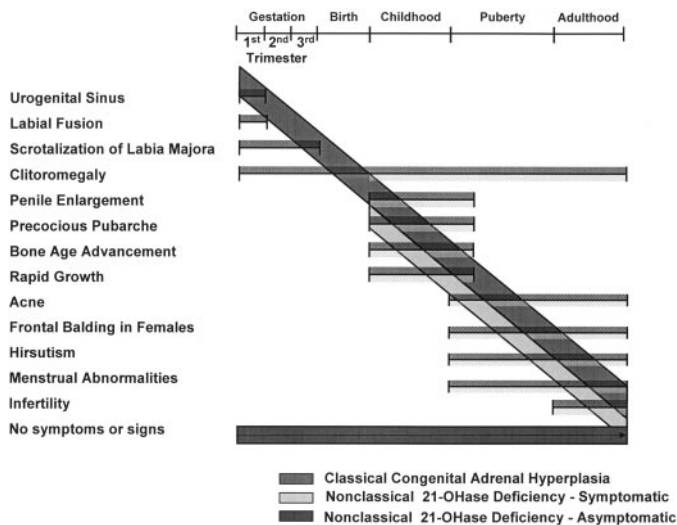 Gestation Birth Childhood Puberty Adulthood
1st 2nd 3rd
Trimester
Urogenital Sinus
Labial Fusion
Scrotalization of Labia Majora
Clitoromegaly
Penile Enlargement
Precocious Pubarche
Bone Age Advancement
Rapid Growth
Acne
Frontal Balding in Females
Hirsutism
Menstrual Abnormalities
Infertility
No symptoms or signs
Classical Congenital Adrenal Hyperplasia
Nonclassical 21-OHase Deficiency - Symptomatic
Nonclassical 21-OHase Deficiency - Asymptomatic